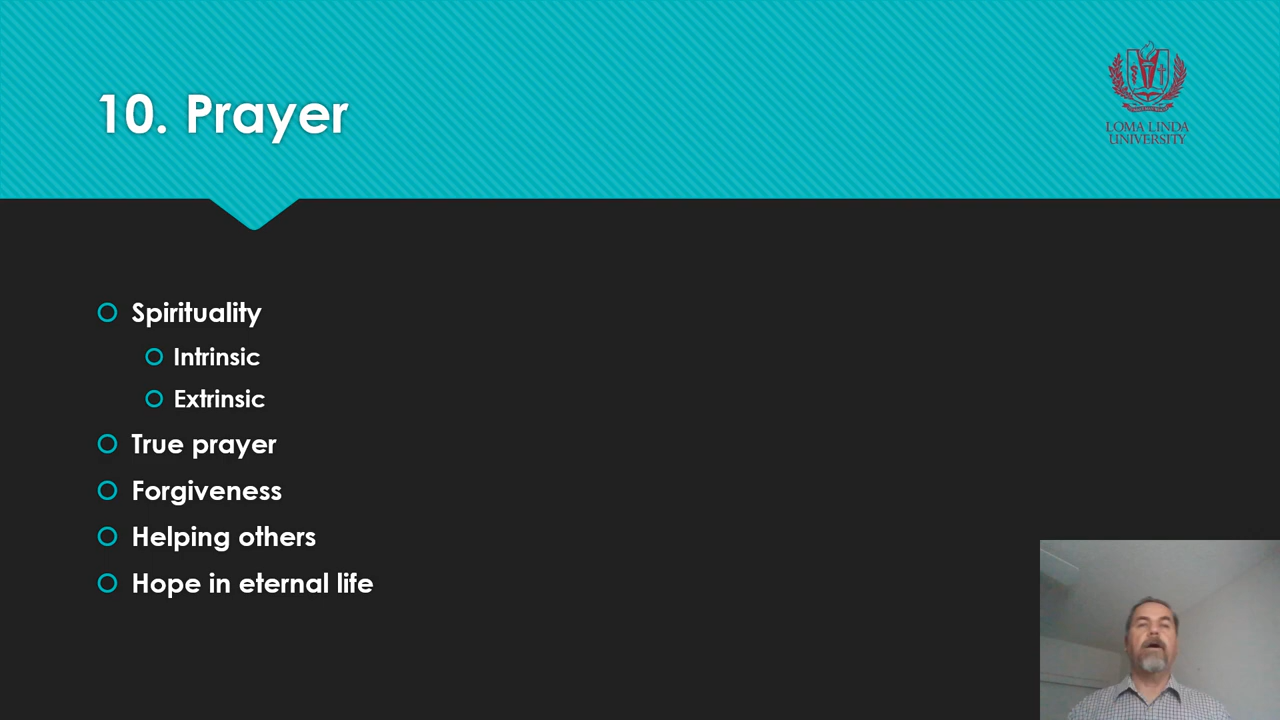 10. Prayer
LOMA LINDA
UNIVERSITY
Spirituality
Intrinsic
Extrinsic
True prayer
Forgiveness
Helping others
Hope in eternal life